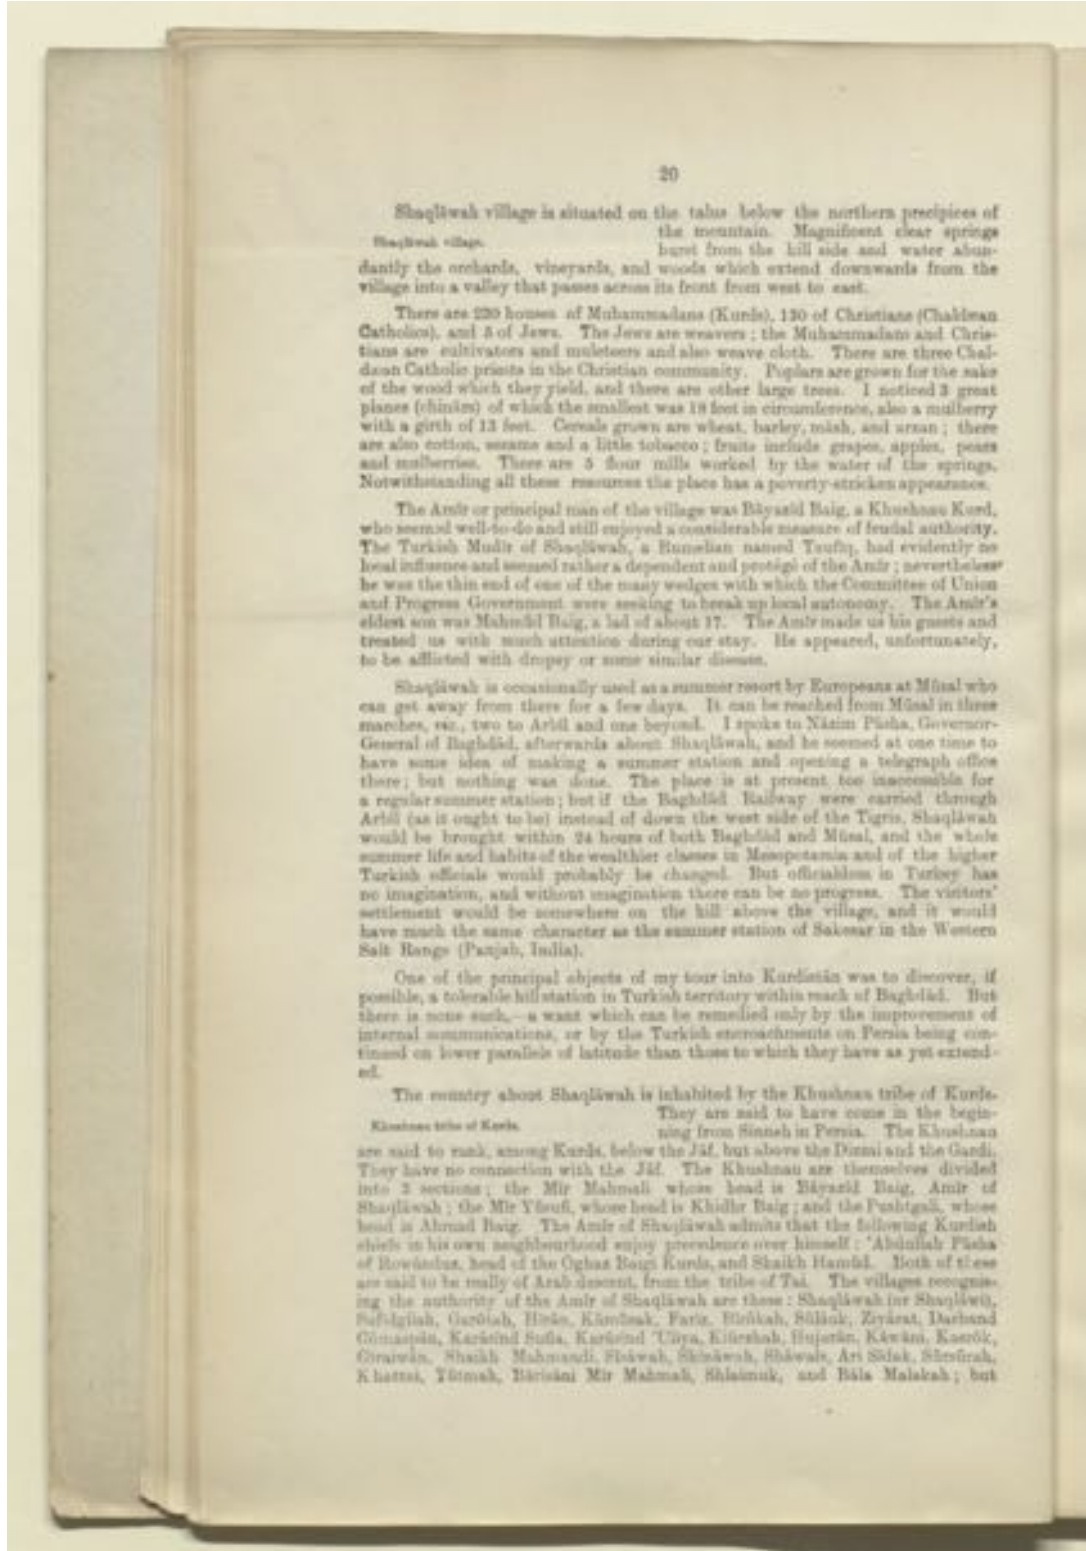 20
Shaqlâwah village is situated on the talus below the northern precipices of
the mountain. Magnificent clear springs
Shaqlâwah village.
burst from the hill side and water abun-
dantly the orchards, vineyards, and woods which extend downwards from the
village into a valley that passes across its front from west to east.
There are 220 houses of Muhammadans (Kurds), 130 of Christians (Chaldæan
Catholics), and 5 of Jews. The Jews are weavers; the Muhammadans and Chris-
tians are cultivators and muleteers and also weave cloth. There are three Chal-
dæan Catholic priests in the Christian community. Poplars are grown for the sake
of the wood which they yield, and there are other large trees. I noticed 3 great
planes (chinârs) of which the smallest was 18 feet in circumference, also a mulberry
with a girth of 13 feet. Cereals grown are wheat, barley, mâsh, and arzan; there
are also cotton, sesame and a little tobacco; fruits include grapes, apples, pears
and mulberries. There are 5 flour mills worked by the water of the springs.
Notwithstanding all these resources the place has a poverty-stricken appearance.
The Amîr or principal man of the village was Bâyazîd Baig, a Khushnau Kurd,
who seemed well-to-do and still enjoyed a considerable measure of feudal authority.
The Turkish Mudîr of Shaqlâwah, a Rumelian named Taufîq, had evidently no
local influence and seemed rather a dependent and protégé of the Amîr; nevertheless
he was the thin end of one of the many wedges with which the Committee of Union
and Progress Government were seeking to break up local autonomy. The Amîr's
eldest son was Mahmûd Baig, a lad of about 17. The Amîr made us his guests and
treated us with much attention during our stay. He appeared, unfortunately,
to be afflicted with dropsy or some similar disease.
Shaqlâwah is occasionally used as a summer resort by Europeans at Mûsal who
can get away from there for a few days. It can be reached from Mûsal in three
marches, viz., two to Arbîl and one beyond. I spoke to Nâzim Pâsha, Governor-
General of Baghdâd, afterwards about Shaqlâwah, and he seemed at one time to
have some idea of making a summer station and opening a telegraph office
there; but nothing was done. The place is at present too inaccessible for
a regular summer station; but if the Baghdâd Railway were carried through
Arbîl (as it ought to be) instead of down the west side of the Tigris, Shaqlâwah
would be brought within 24 hours of both Baghdâd and Mûsal, and the whole
summer life and habits of the wealthier classes in Mesopotamia and of the higher
Turkish officials would probably be changed. But officialdom in Turkey has
no imagination, and without imagination there can be no progress. The visitors'
settlement would be somewhere on the hill above the village, and it would
have much the same character as the summer station of Sakesar in the Western
Salt Range (Panjab, India).
One of the principal objects of my tour into Kurdistân was to discover, if
possible, a tolerable hill station in Turkish territory within reach of Baghdâd. But
there is none such,—a want which can be remedied only by the improvement of
internal communications, or by the Turkish encroachments on Persia being con-
tinued on lower parallels of latitude than those to which they have as yet extend-
ed.
The country about Shaqlâwah is inhabited by the Khushnau tribe of Kurds.
They are said to have come in the begin-
Khushnau tribe of Kurds.
ning from Sinneh in Persia. The Khushnau
are said to rank, among Kurds, below the Jâf, but above the Dizzai and the Gardi.
They have no connection with the Jâf. The Khushnau are themselves divided
into 3 sections; the Mîr Mahmali whose head is Bâyazîd Baig, Amîr of
Shaqlâwah; the Mîr Yûsufi, whose head is Khidhr Baig; and the Pushtgali, whose
head is Ahmad Baig. The Amîr of Shaqlâwah admits that the following Kurdish
chiefs in his own neighbourhood enjoy precedence over himself: 'Abdullah Pâsha
of Rowânduz, head of the Oghaz Baigi Kurds, and Shaikh Hamûd. Both of these
are said to be really of Arab descent, from the tribe of Tai. The villages recognis-
ing the authority of the Amîr of Shaqlâwah are these: Shaqlâwah (or Shaqlâwi),
Hirân, Ziyârat, Darband
Karâsind Sufla, Hujarân, Kâwâni,
Shaikh Mahmandi,
Mîr Mahmali, and Bâla Malakah; but